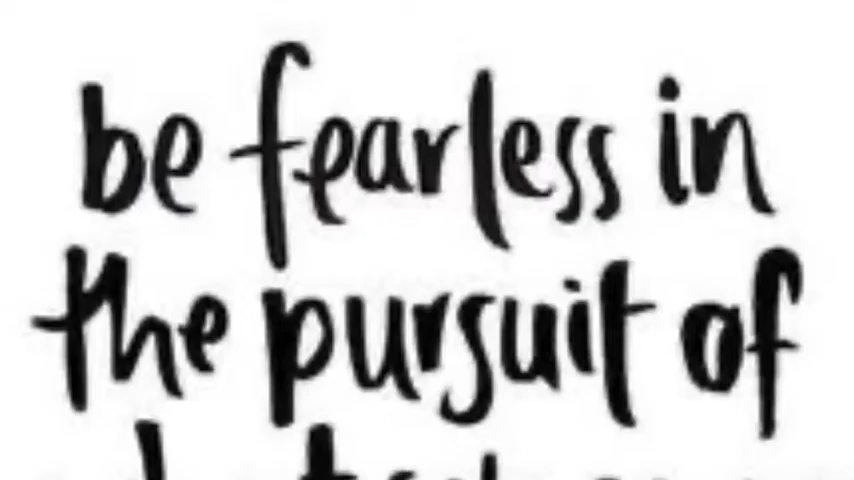 be fearless in
the pursuit of